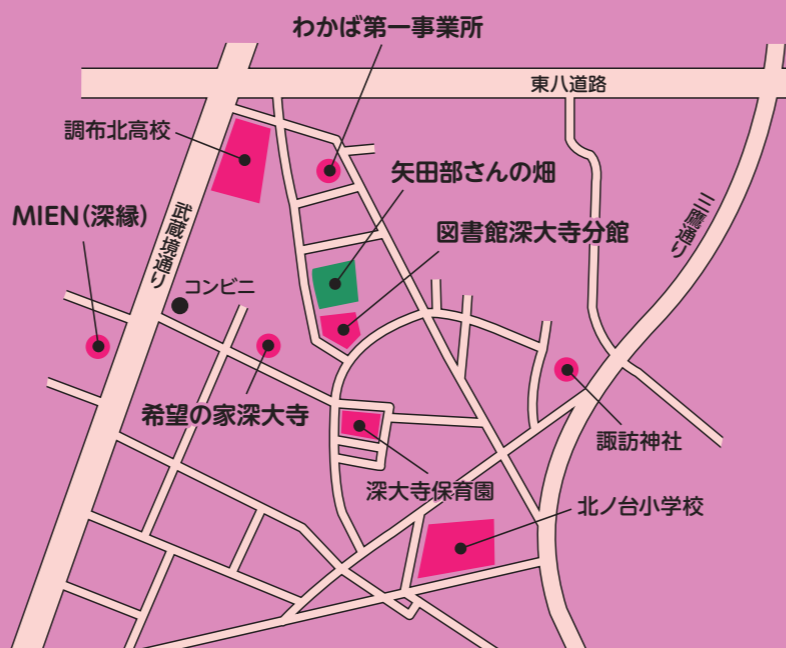 わかば第一事業所
東八道路
調布北高校
矢田部さんの畑
三鷹通り
MIEN(深縁)
武蔵境通り
図書館深大寺分館
コンビニ
希望の家深大寺
諏訪神社
深大寺保育園
北ノ台小学校